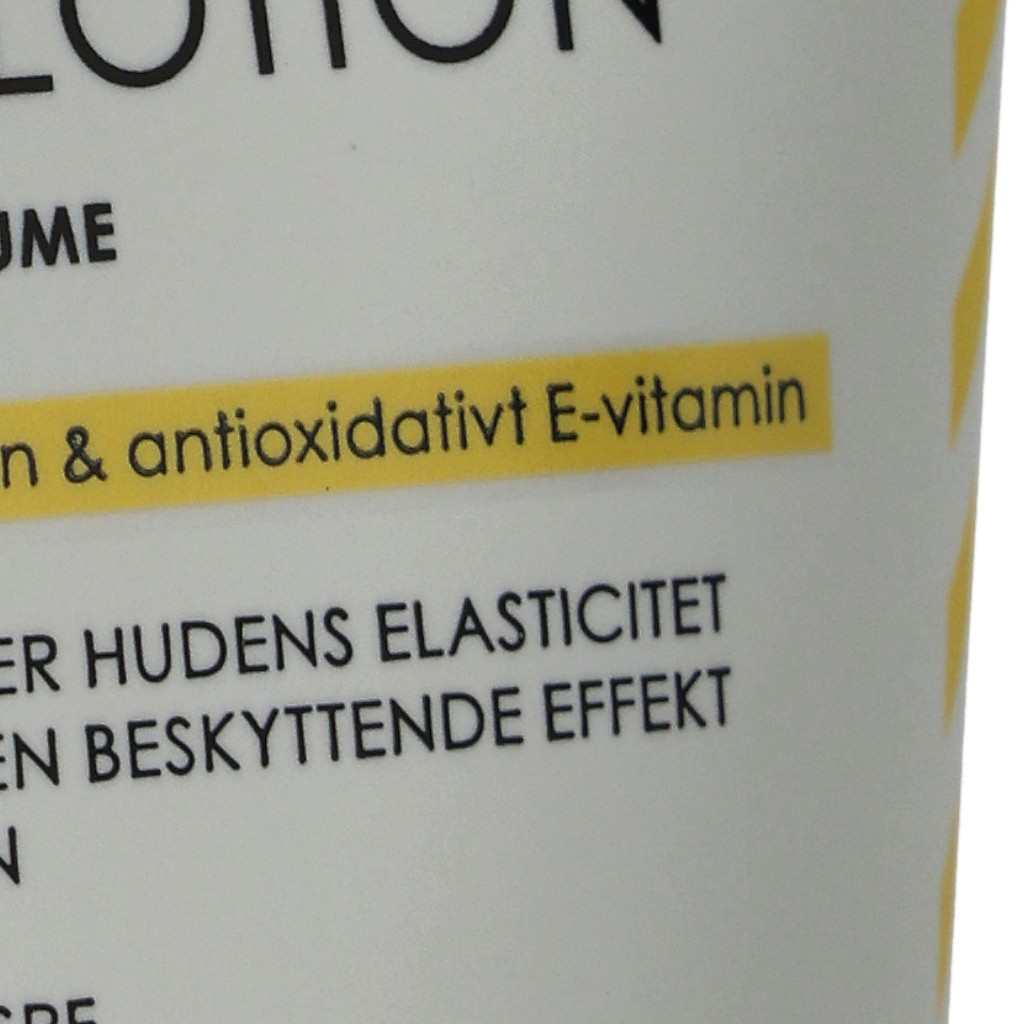 LOTION
UME
n & antioxidativt E-vitamin
ER HUDENS ELASTICITET
EN BESKYTTENDE EFFEKT
N